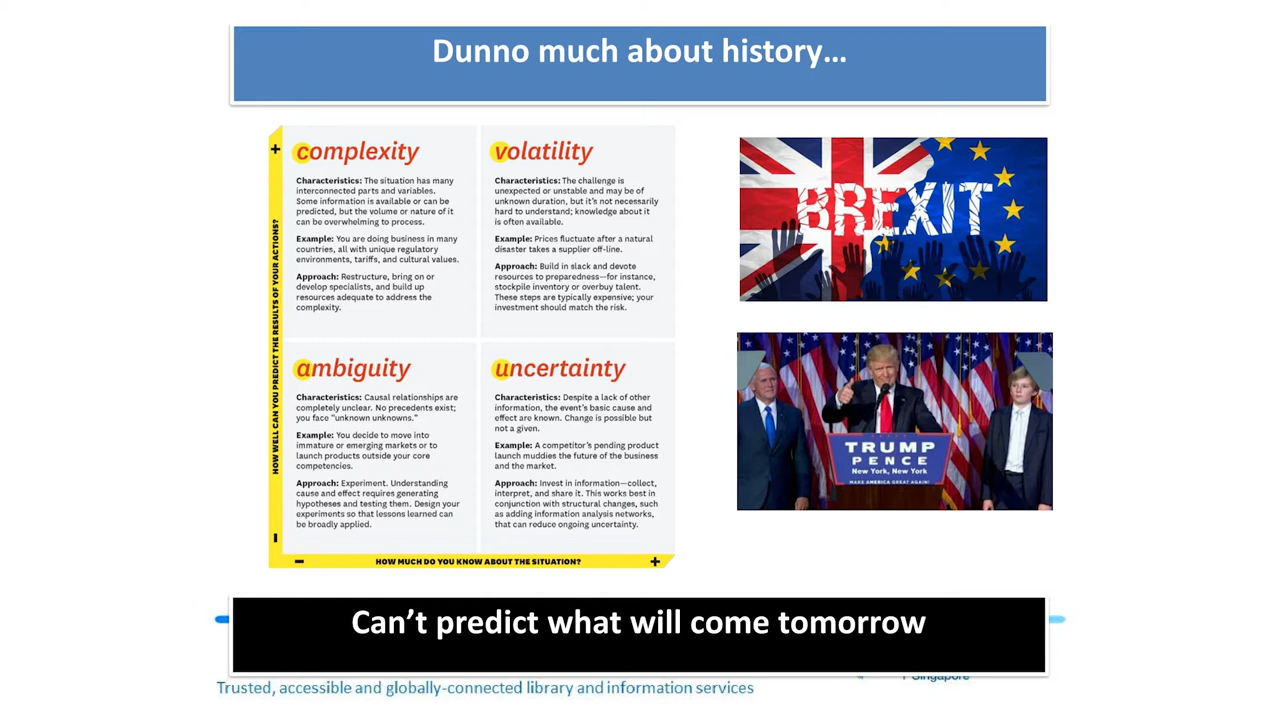 Dunno much about history...
complexity
Characteristics: The situation has many
interconnected parts and variables.
Some information is available or can be
predicted, but the volume or nature of it
can be overwhelming to process.
Example: You are doing business in many
countries, all with unique regulatory
environments, tariffs, and cultural values.
Approach: Restructure, bring on or
develop specialists, and build up
resources adequate to address the
complexity.
volatility
Characteristics: The challenge is
unexpected or unstable and may be of
unknown duration, but it's not necessarily
hard to understand; knowledge about it
is often available.
Example: Prices fluctuate after a natural
disaster takes a supplier off-line.
Approach: Build in slack and devote
resources to preparedness—for instance,
stockpile inventory or overbuy talent.
These steps are typically expensive; your
investment should match the risk.
ambiguity
Characteristics: Causal relationships are
completely unclear. No precedents exist;
you face "unknown unknowns."
Example: You decide to move into
immature or emerging markets or to
launch products outside your core
competencies.
Approach: Experiment. Understanding
cause and effect requires generating
hypotheses and testing them. Design your
experiments so that lessons learned can
be broadly applied.
uncertainty
Characteristics: Despite a lack of other
information, the event's basic cause and
effect are known. Change is possible but
not a given.
Example: A competitor's pending product
launch muddies the future of the business
and the market.
Approach: Invest in information—collect,
interpret, and share it. This works best in
conjunction with structural changes, such
as adding information analysis networks,
that can reduce ongoing uncertainty.
HOW WELL CAN YOU PREDICT THE RESULTS OF YOUR ACTIONS?
+
–
HOW MUCH DO YOU KNOW ABOUT THE SITUATION?
–
+
BREXIT
TRUMP
PENCE
New York, New York
MAKE AMERICA GREAT AGAIN!
Can't predict what will come tomorrow
Trusted, accessible and globally-connected library and information services
Singapore